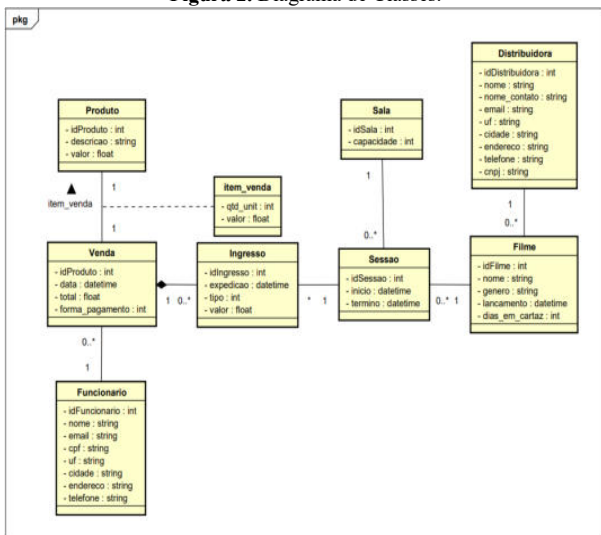 Figura 2. Diagrama de Classes.
pkg
Distribuidora
- idDistribuidora : int
- nome : string
- nome_contato : string
- email : string
- uf : string
- cidade : string
- endereco : string
- telefone : string
- cnpj : string
Produto
- idProduto : int
- descricao : string
- valor : float
Sala
- idSala : int
- capacidade : int
1
item_venda
1
item_venda
- qtd_unit : int
- valor : float
1
0..*
1
0..*
Venda
- idProduto : int
- data : datetime
- total : float
- forma_pagamento : int
1
0..*
Ingresso
- idIngresso : int
- expedicao : datetime
- tipo : int
- valor : float
*
1
Sessao
- idSessao : int
- inicio : datetime
- termino : datetime
0..*
1
Filme
- idFilme : int
- nome : string
- genero : string
- lancamento : datetime
- dias_em_cartaz : int
0..*
1
Funcionario
- idFuncionario : int
- nome : string
- email : string
- cpf : string
- uf : string
- cidade : string
- endereco : string
- telefone : string